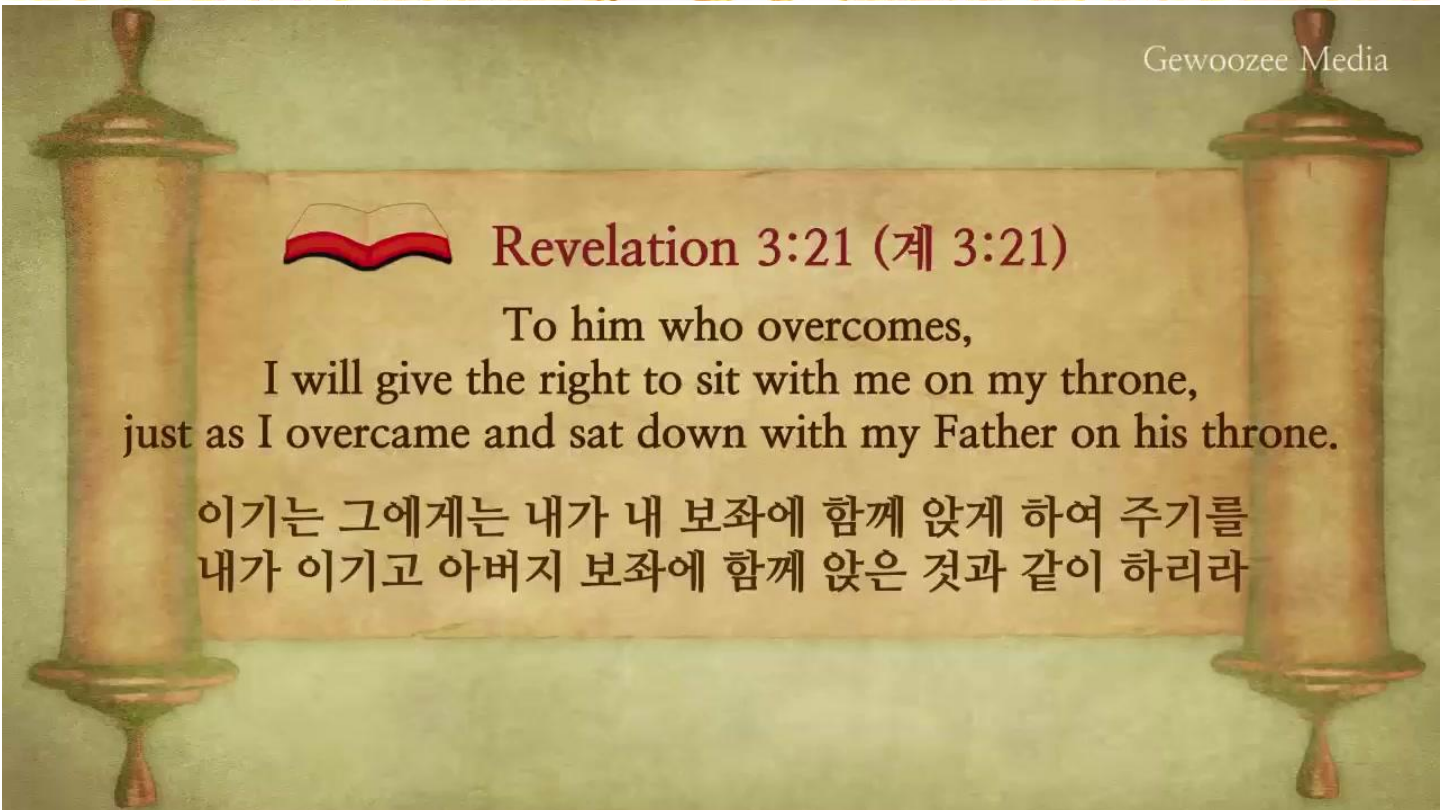 Gewoozee Media
Revelation 3:21 (계 3:21)
To him who overcomes,
I will give the right to sit with me on my throne,
just as I overcame and sat down with my Father on his throne.
이기는 그에게는 내가 내 보좌에 함께 앉게 하여 주기를
내가 이기고 아버지 보좌에 함께 앉은 것과 같이 하리라